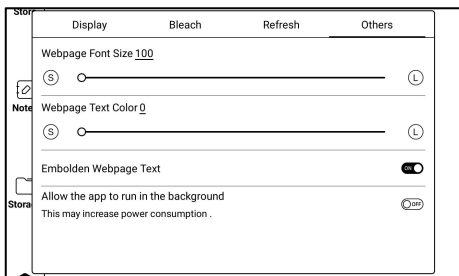 Stor
Display Bleach Refresh Others
Webpage Font Size 100
S L
Note
Webpage Text Color 0
S L
Embolden Webpage Text ON
Allow the app to run in the background OFF
Stora
This may increase power consumption .